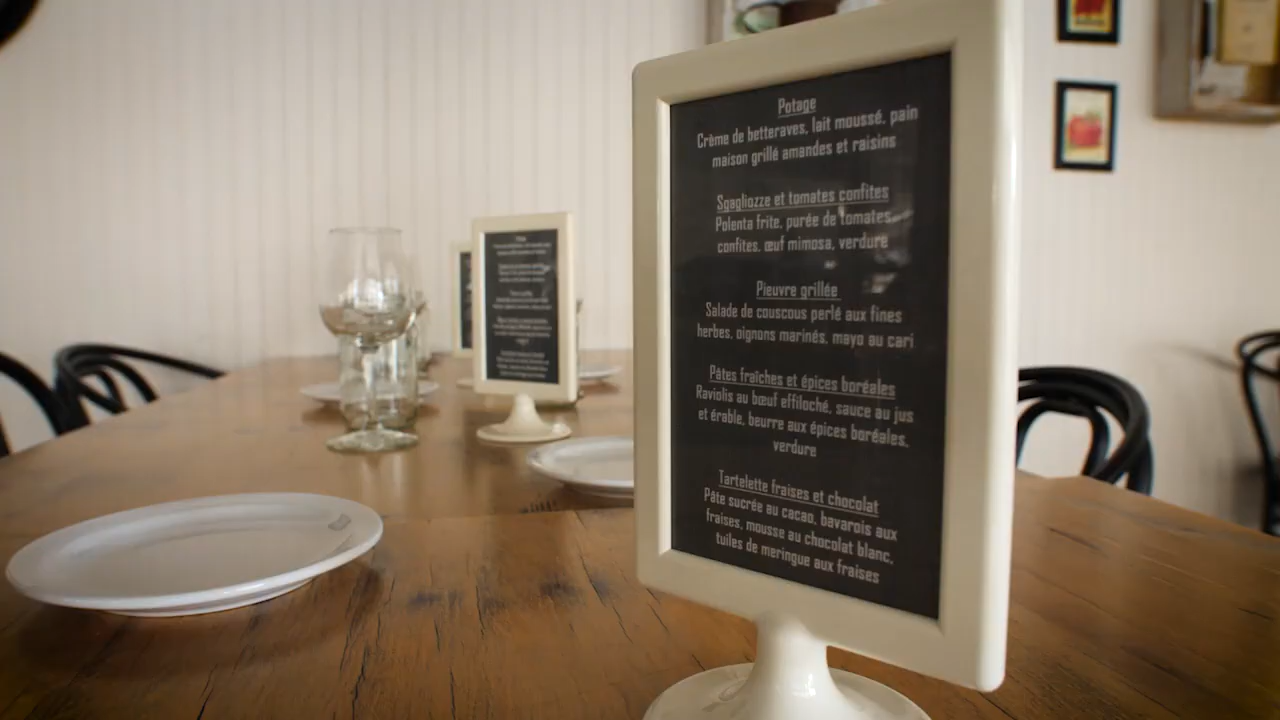 Potage
Crème de betteraves, lait moussé, pain
maison grillé amandes et raisins
Sgagliozze et tomates confites
Polenta frite, purée de tomates
confites, œuf mimosa, verdure
Pieuvre grillée
Salade de couscous perlé aux fines
herbes, oignons marinés, mayo au cari
Pâtes fraîches et épices boréales
Raviolis au bœuf effiloché, sauce au jus
et érable, beurre aux épices boréales,
verdure
Tartelette fraises et chocolat
Pâte sucrée au cacao, bavarois aux
fraises, mousse au chocolat blanc,
tuiles de meringue aux fraises